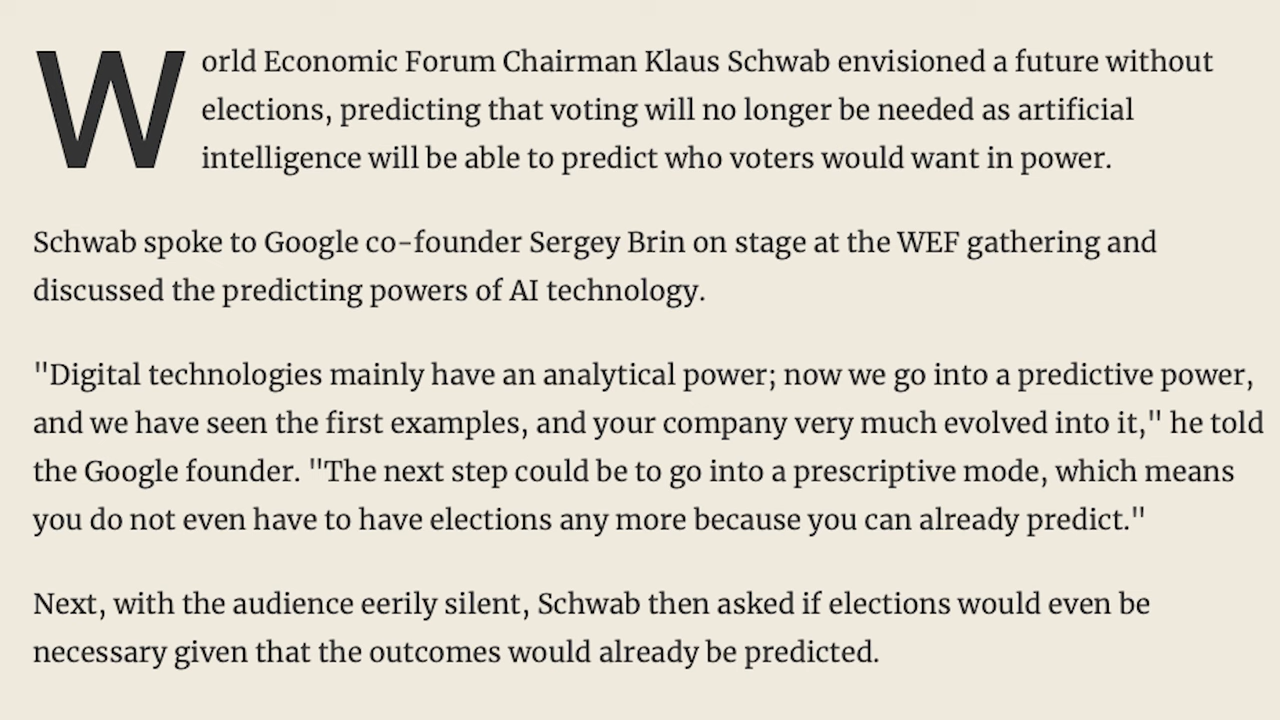 World Economic Forum Chairman Klaus Schwab envisioned a future without
elections, predicting that voting will no longer be needed as artificial
intelligence will be able to predict who voters would want in power.
Schwab spoke to Google co-founder Sergey Brin on stage at the WEF gathering and
discussed the predicting powers of AI technology.
"Digital technologies mainly have an analytical power; now we go into a predictive power,
and we have seen the first examples, and your company very much evolved into it," he told
the Google founder. "The next step could be to go into a prescriptive mode, which means
you do not even have to have elections any more because you can already predict."
Next, with the audience eerily silent, Schwab then asked if elections would even be
necessary given that the outcomes would already be predicted.